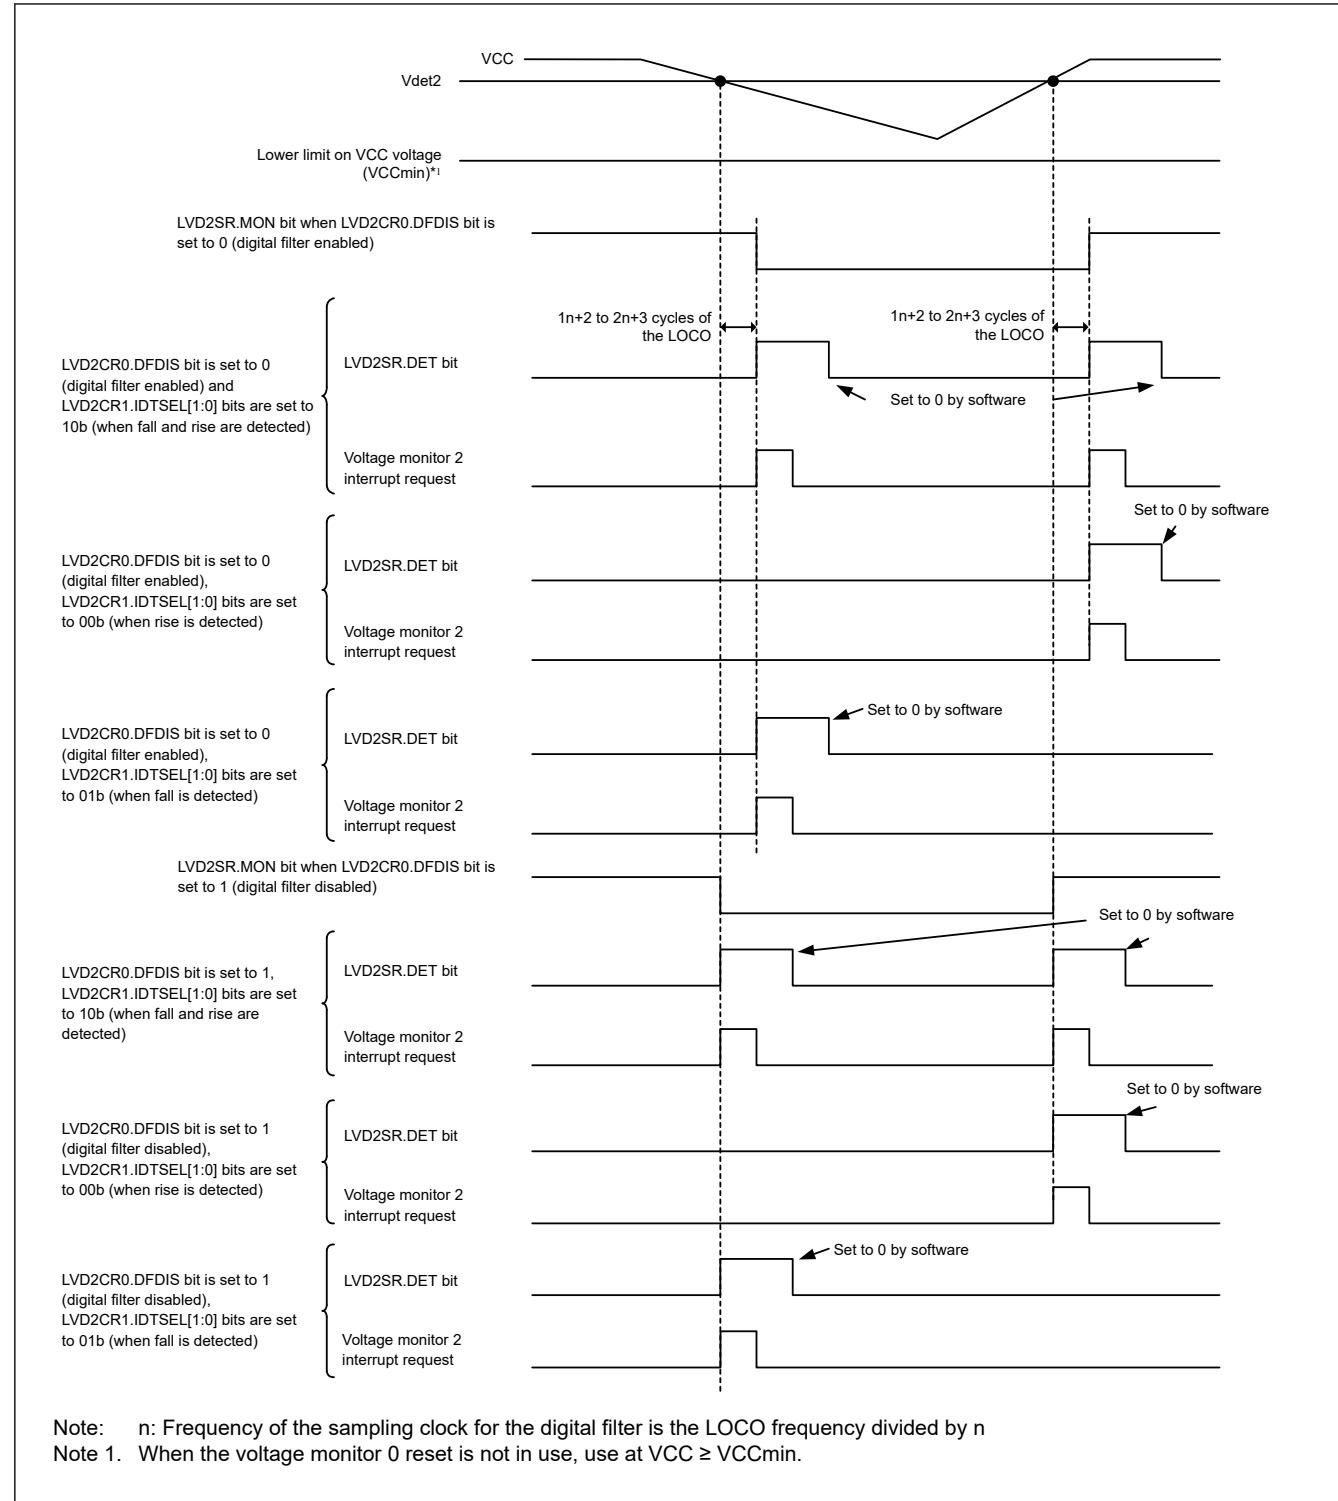 VCC
Vdet2
Lower limit on VCC voltage
(VCCmin)*1
LVD2SR.MON bit when LVD2CR0.DFDIS bit is
set to 0 (digital filter enabled)
1n+2 to 2n+3 cycles of
the LOCO
1n+2 to 2n+3 cycles of
the LOCO
LVD2CR0.DFDIS bit is set to 0
(digital filter enabled) and
LVD2CR1.IDTSEL[1:0] bits are set to
10b (when fall and rise are detected)
LVD2SR.DET bit
Set to 0 by software
Voltage monitor 2
interrupt request
Set to 0 by software
LVD2CR0.DFDIS bit is set to 0
(digital filter enabled),
LVD2CR1.IDTSEL[1:0] bits are set
to 00b (when rise is detected)
LVD2SR.DET bit
Voltage monitor 2
interrupt request
Set to 0 by software
LVD2CR0.DFDIS bit is set to 0
(digital filter enabled),
LVD2CR1.IDTSEL[1:0] bits are set
to 01b (when fall is detected)
LVD2SR.DET bit
Voltage monitor 2
interrupt request
LVD2SR.MON bit when LVD2CR0.DFDIS bit is
set to 1 (digital filter disabled)
Set to 0 by software
LVD2CR0.DFDIS bit is set to 1,
LVD2CR1.IDTSEL[1:0] bits are set
to 10b (when fall and rise are
detected)
LVD2SR.DET bit
Voltage monitor 2
interrupt request
Set to 0 by software
LVD2CR0.DFDIS bit is set to 1
(digital filter disabled),
LVD2CR1.IDTSEL[1:0] bits are set
to 00b (when rise is detected)
LVD2SR.DET bit
Voltage monitor 2
interrupt request
Set to 0 by software
LVD2CR0.DFDIS bit is set to 1
(digital filter disabled),
LVD2CR1.IDTSEL[1:0] bits are set
to 01b (when fall is detected)
LVD2SR.DET bit
Voltage monitor 2
interrupt request
Note: n: Frequency of the sampling clock for the digital filter is the LOCO frequency divided by n
Note 1. When the voltage monitor 0 reset is not in use, use at VCC ≥ VCCmin.